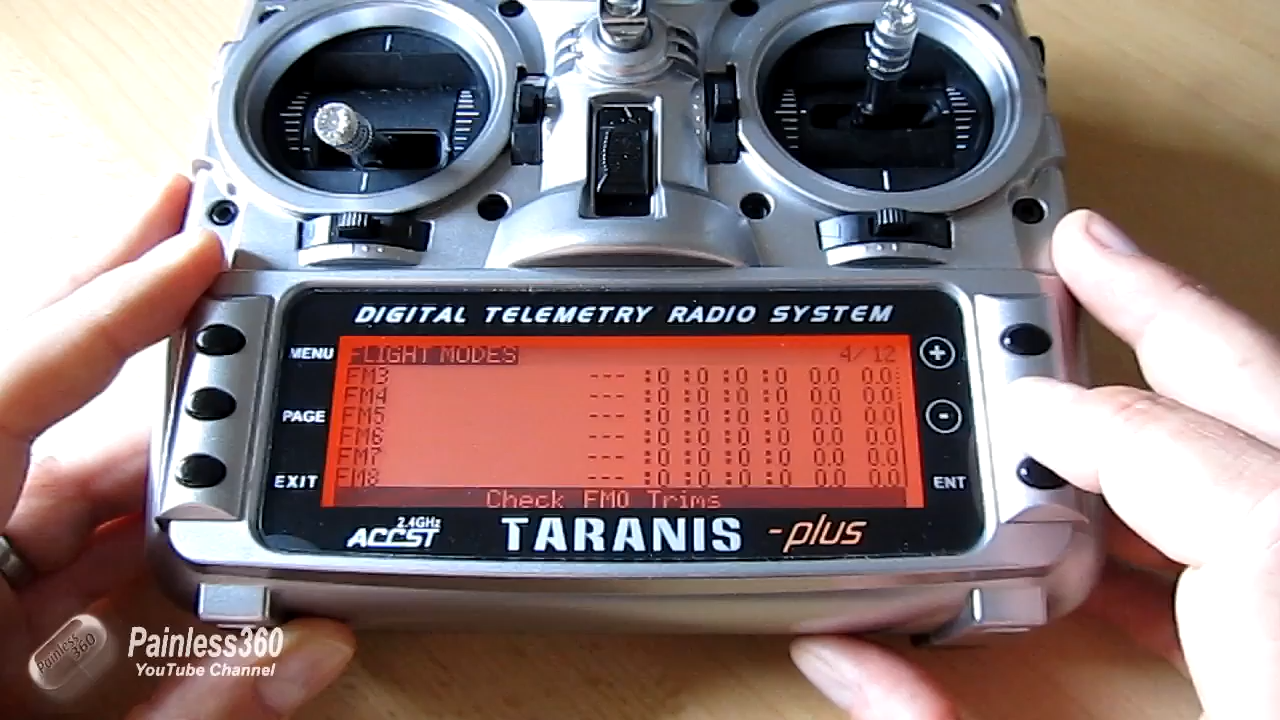 DIGITAL TELEMETRY RADIO SYSTEM
MENU
PAGE
EXIT
FLIGHT MODES 4/12
FM3 --- :0 :0 :0 :0 0.0 0.0
FM4 --- :0 :0 :0 :0 0.0 0.0
FM5 --- :0 :0 :0 :0 0.0 0.0
FM6 --- :0 :0 :0 :0 0.0 0.0
FM7 --- :0 :0 :0 :0 0.0 0.0
FM8 --- :0 :0 :0 :0 0.0 0.0
Check FM0 Trims
+
-
ENT
2.4GHz
ACCST TARANIS -plus
Painless 360
Painless360
YouTube Channel